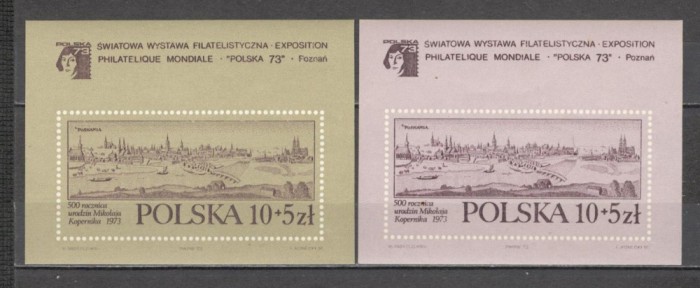 POLSKA
73
ŚWIATOWA WYSTAWA FILATELISTYCZNA · EXPOSITION
PHILATELIQUE MONDIALE · "POLSKA 73" · Poznań
POSNANIA
500 rocznica
urodzin Mikołaja
Kopernika 1973
POLSKA 10+5zł
POLSKA
73
ŚWIATOWA WYSTAWA FILATELISTYCZNA · EXPOSITION
PHILATELIQUE MONDIALE · "POLSKA 73" · Poznań
POSNANIA
500 rocznica
urodzin Mikołaja
Kopernika 1973
POLSKA 10+5zł